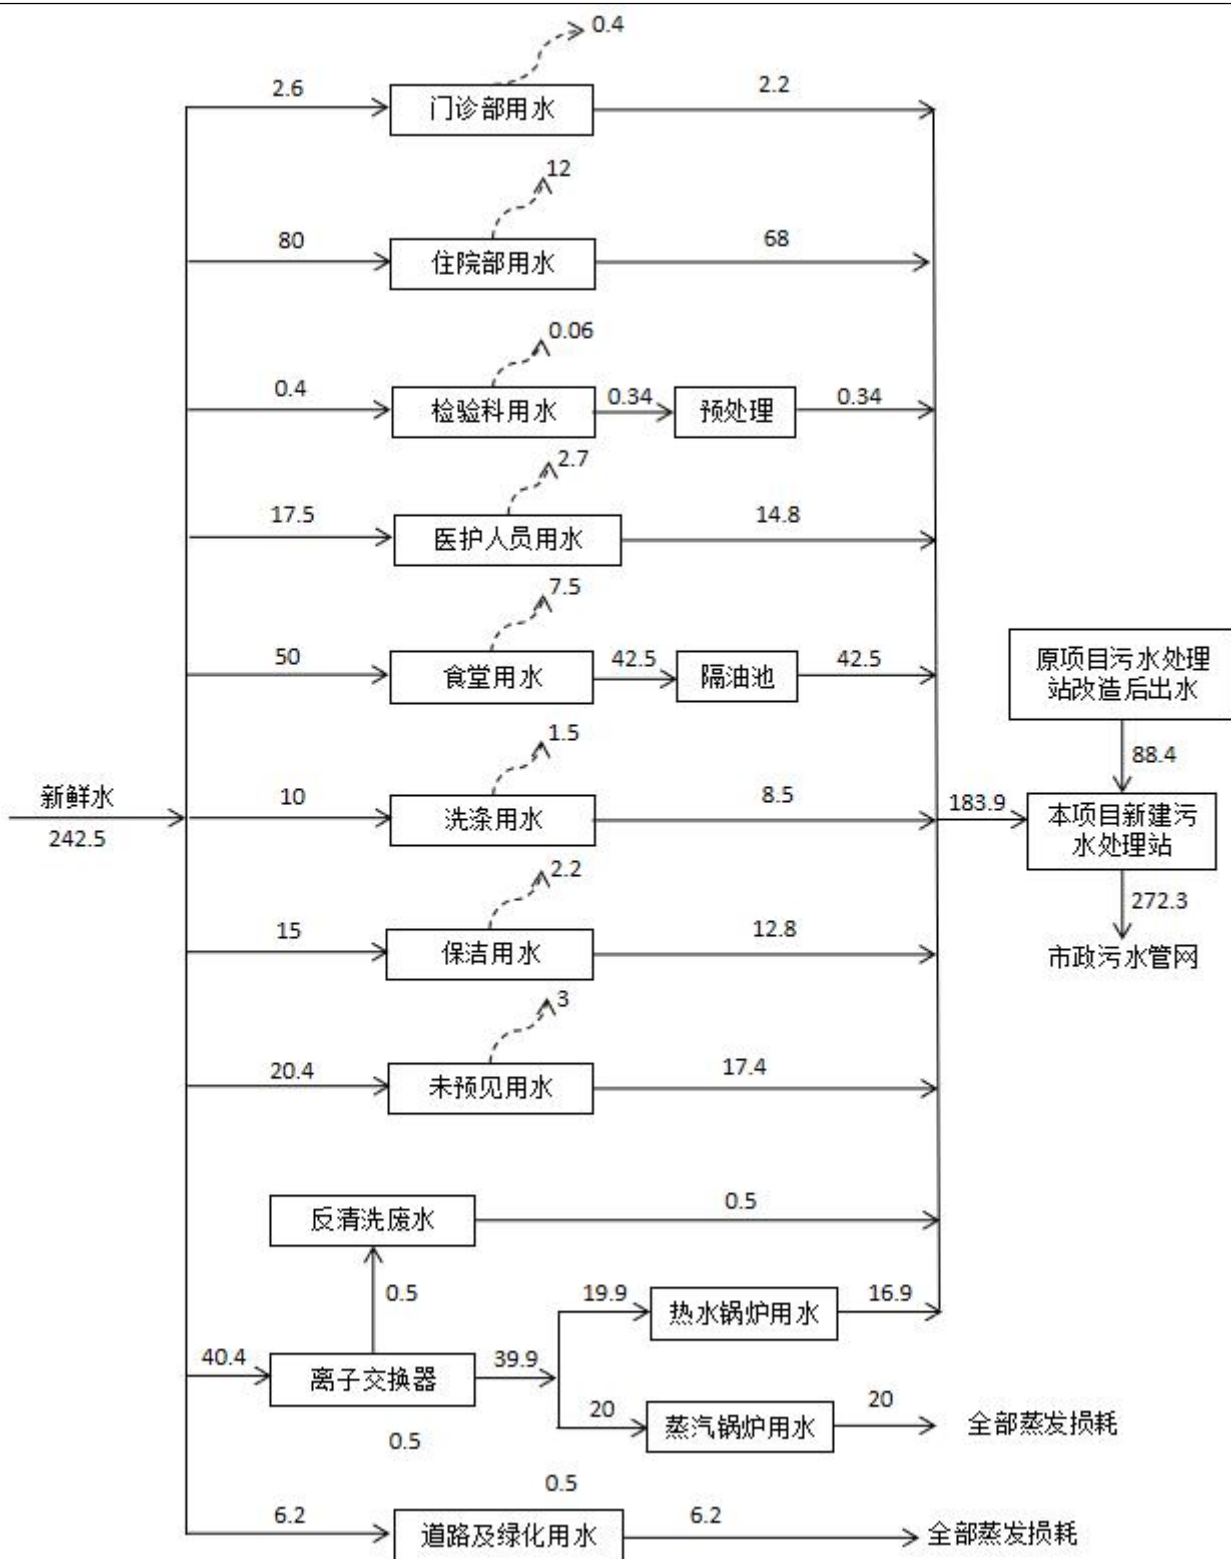 0.4
2.6
门诊部用水
2.2
12
80
住院部用水
68
0.06
0.4
检验科用水
0.34
预处理
0.34
2.7
17.5
医护人员用水
14.8
7.5
50
食堂用水
42.5
隔油池
42.5
原项目污水处理
站改造后出水
88.4
1.5
新鲜水
242.5
10
洗涤用水
8.5
183.9
本项目新建污
水处理站
272.3
市政污水管网
2.2
15
保洁用水
12.8
3
20.4
未预见用水
17.4
反清洗废水
0.5
0.5
40.4
离子交换器
39.9
19.9
热水锅炉用水
16.9
20
蒸汽锅炉用水
20
全部蒸发损耗
0.5
0.5
6.2
道路及绿化用水
6.2
全部蒸发损耗